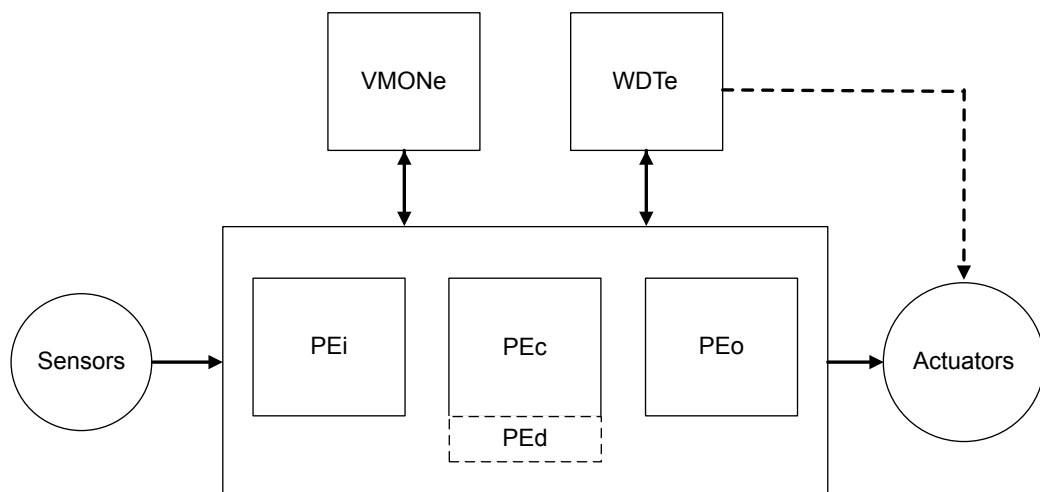 VMONe
WDTe
Sensors
PEi
PEc
PEo
Actuators
PEd